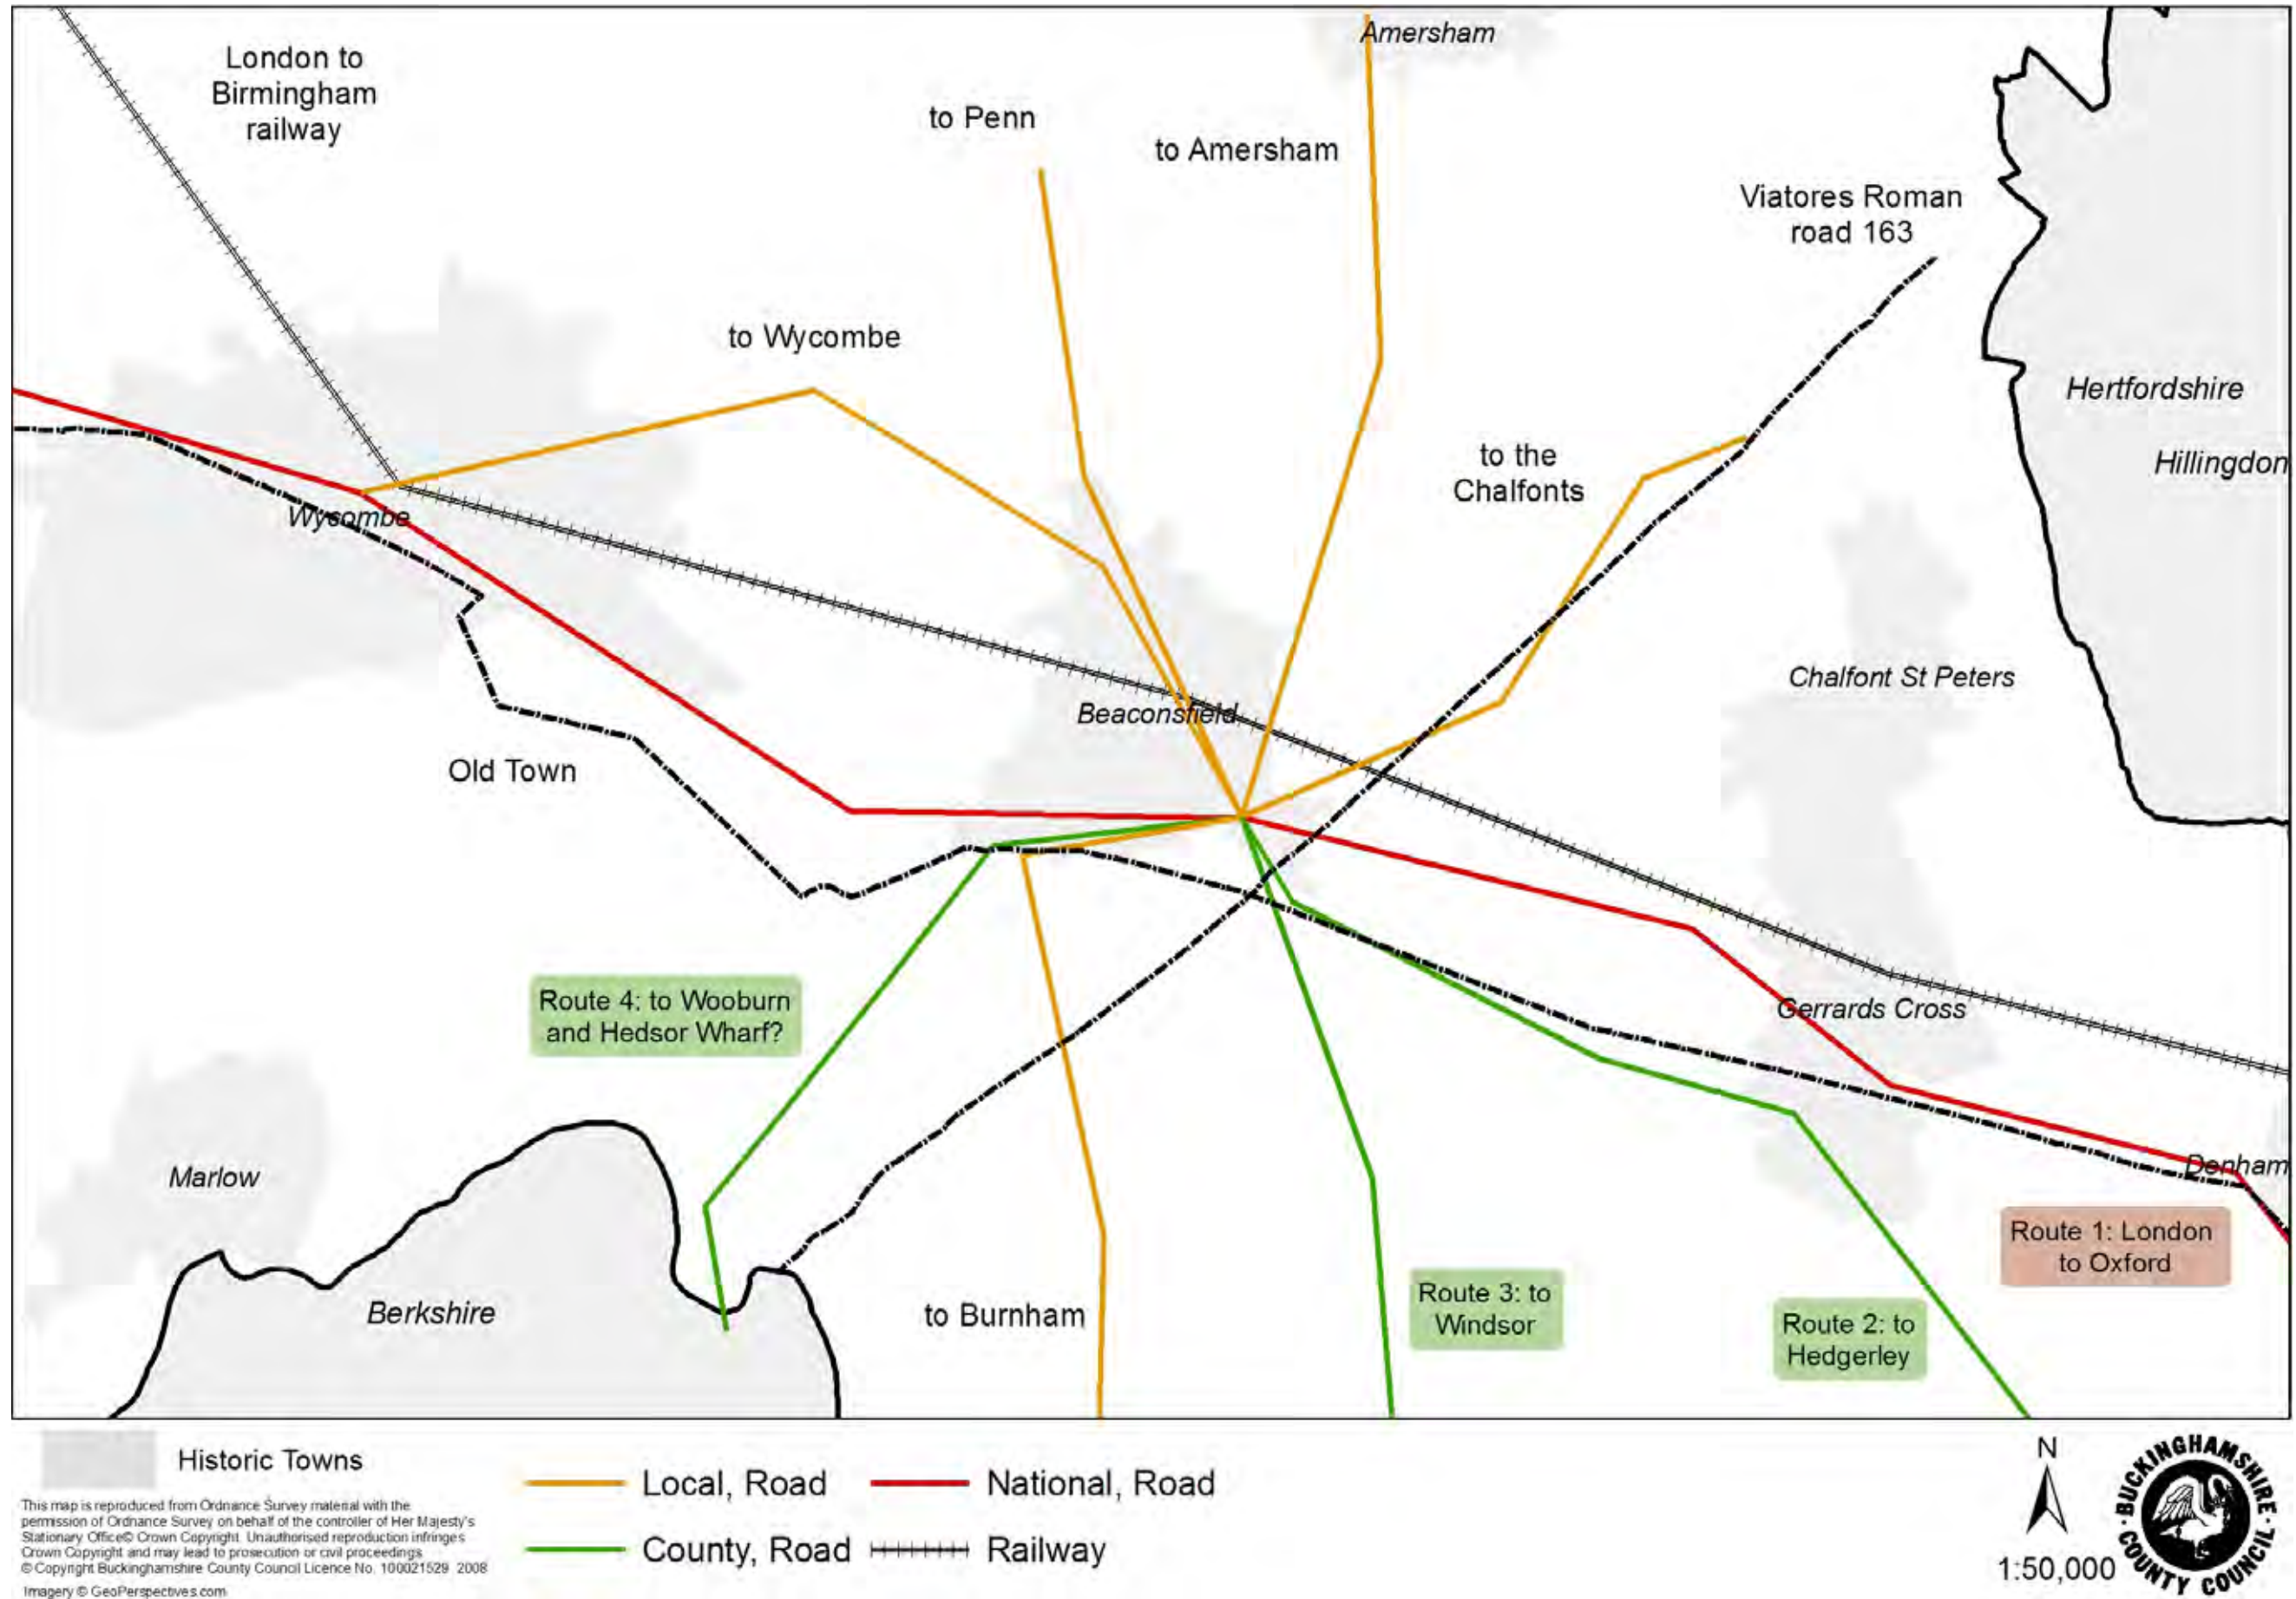 Amersham
London to
Birmingham
railway
to Penn
to Amersham
Viatores Roman
road 163
to Wycombe
Hertfordshire
to the
Chalfonts
Hillingdon
Wycombe
Chalfont St Peters
Beaconsfield
Old Town
Route 4: to Wooburn
and Hedsor Wharf?
Gerrards Cross
Marlow
Denham
Route 1: London
to Oxford
Berkshire
to Burnham
Route 3: to
Windsor
Route 2: to
Hedgerley
Historic Towns
This map is reproduced from Ordnance Survey material with the
permission of Ordnance Survey on behalf of the controller of Her Majesty's
Stationary Office© Crown Copyright. Unauthorised reproduction infringes
Crown Copyright and may lead to prosecution or civil proceedings
© Copyright Buckinghamshire County Council Licence No. 100021529 2008
Imagery © GeoPerspectives.com
Local, Road
National, Road
County, Road
Railway
N
1:50,000
BUCKINGHAMSHIRE
COUNTY COUNCIL